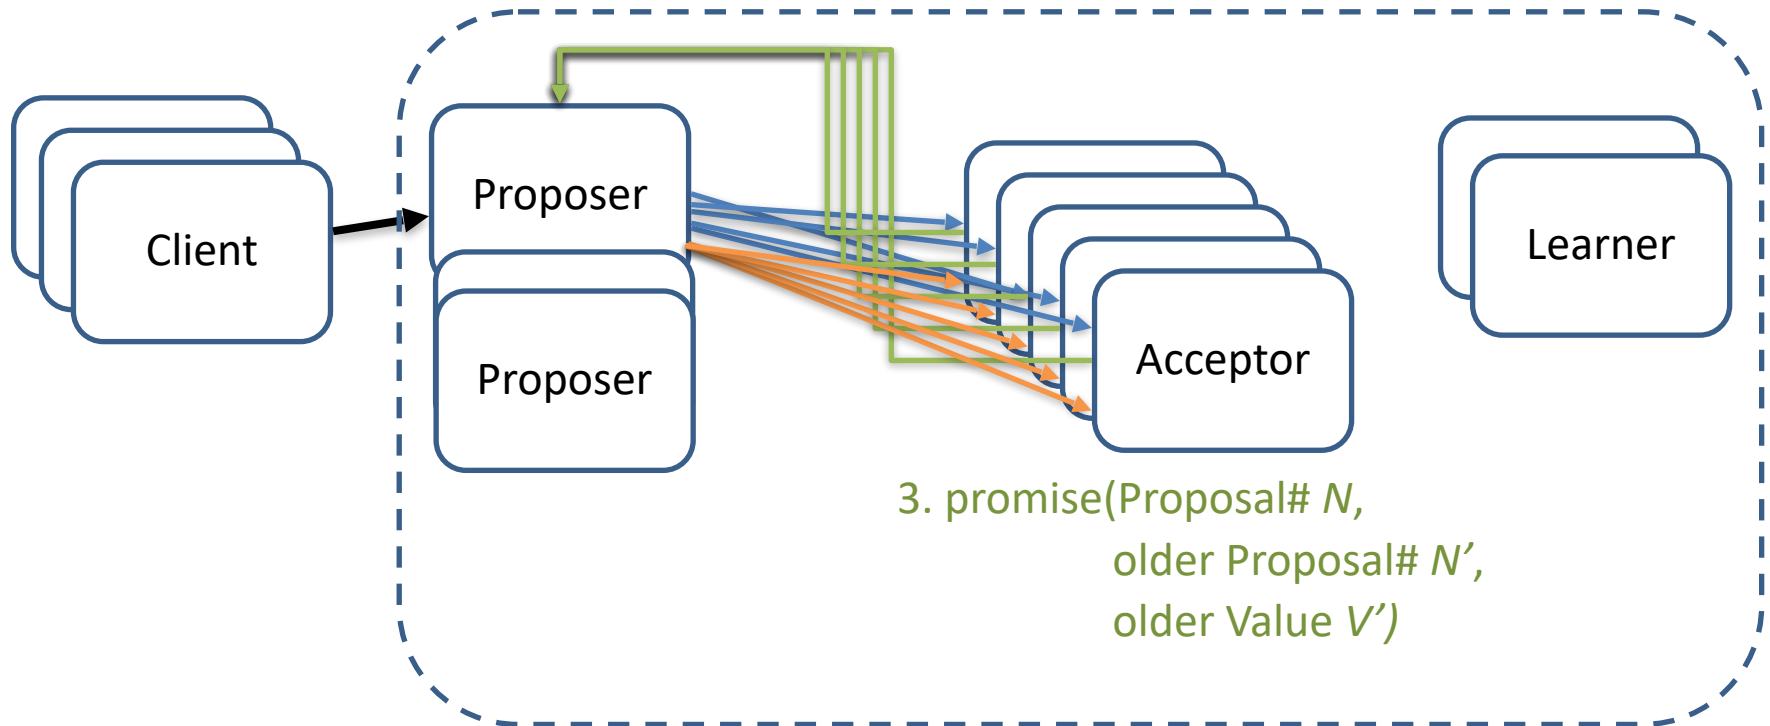 Client
Proposer
Proposer
Acceptor
Learner
3. promise(Proposal# N,
older Proposal# N’,
older Value V’)